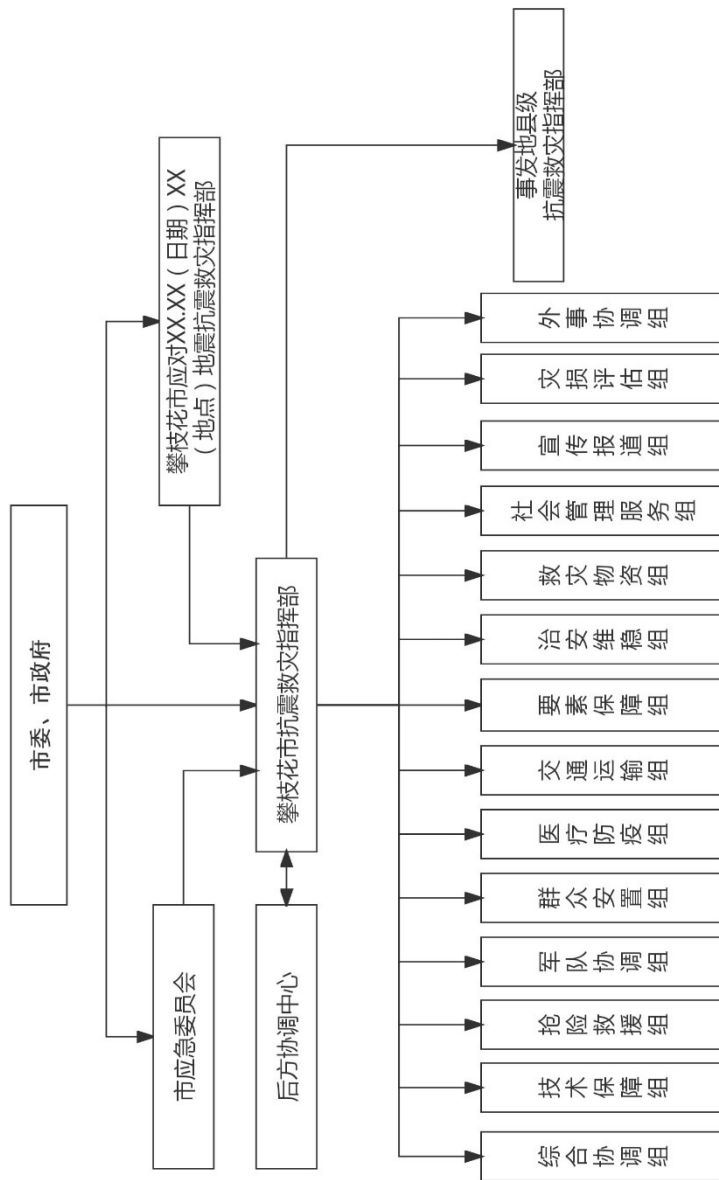 市委、市政府
市应急委员会
攀枝花市应对XX.XX（日期）XX
（地点）地震抗震救灾指挥部
后方协调中心
攀枝花市抗震救灾指挥部
综合协调组
技术保障组
抢险救援组
军队协调组
群众安置组
医疗防疫组
交通运输组
要素保障组
治安维稳组
救灾物资组
社会管理服务组
宣传报道组
灾损评估组
外事协调组
事发地县级
抗震救灾指挥部